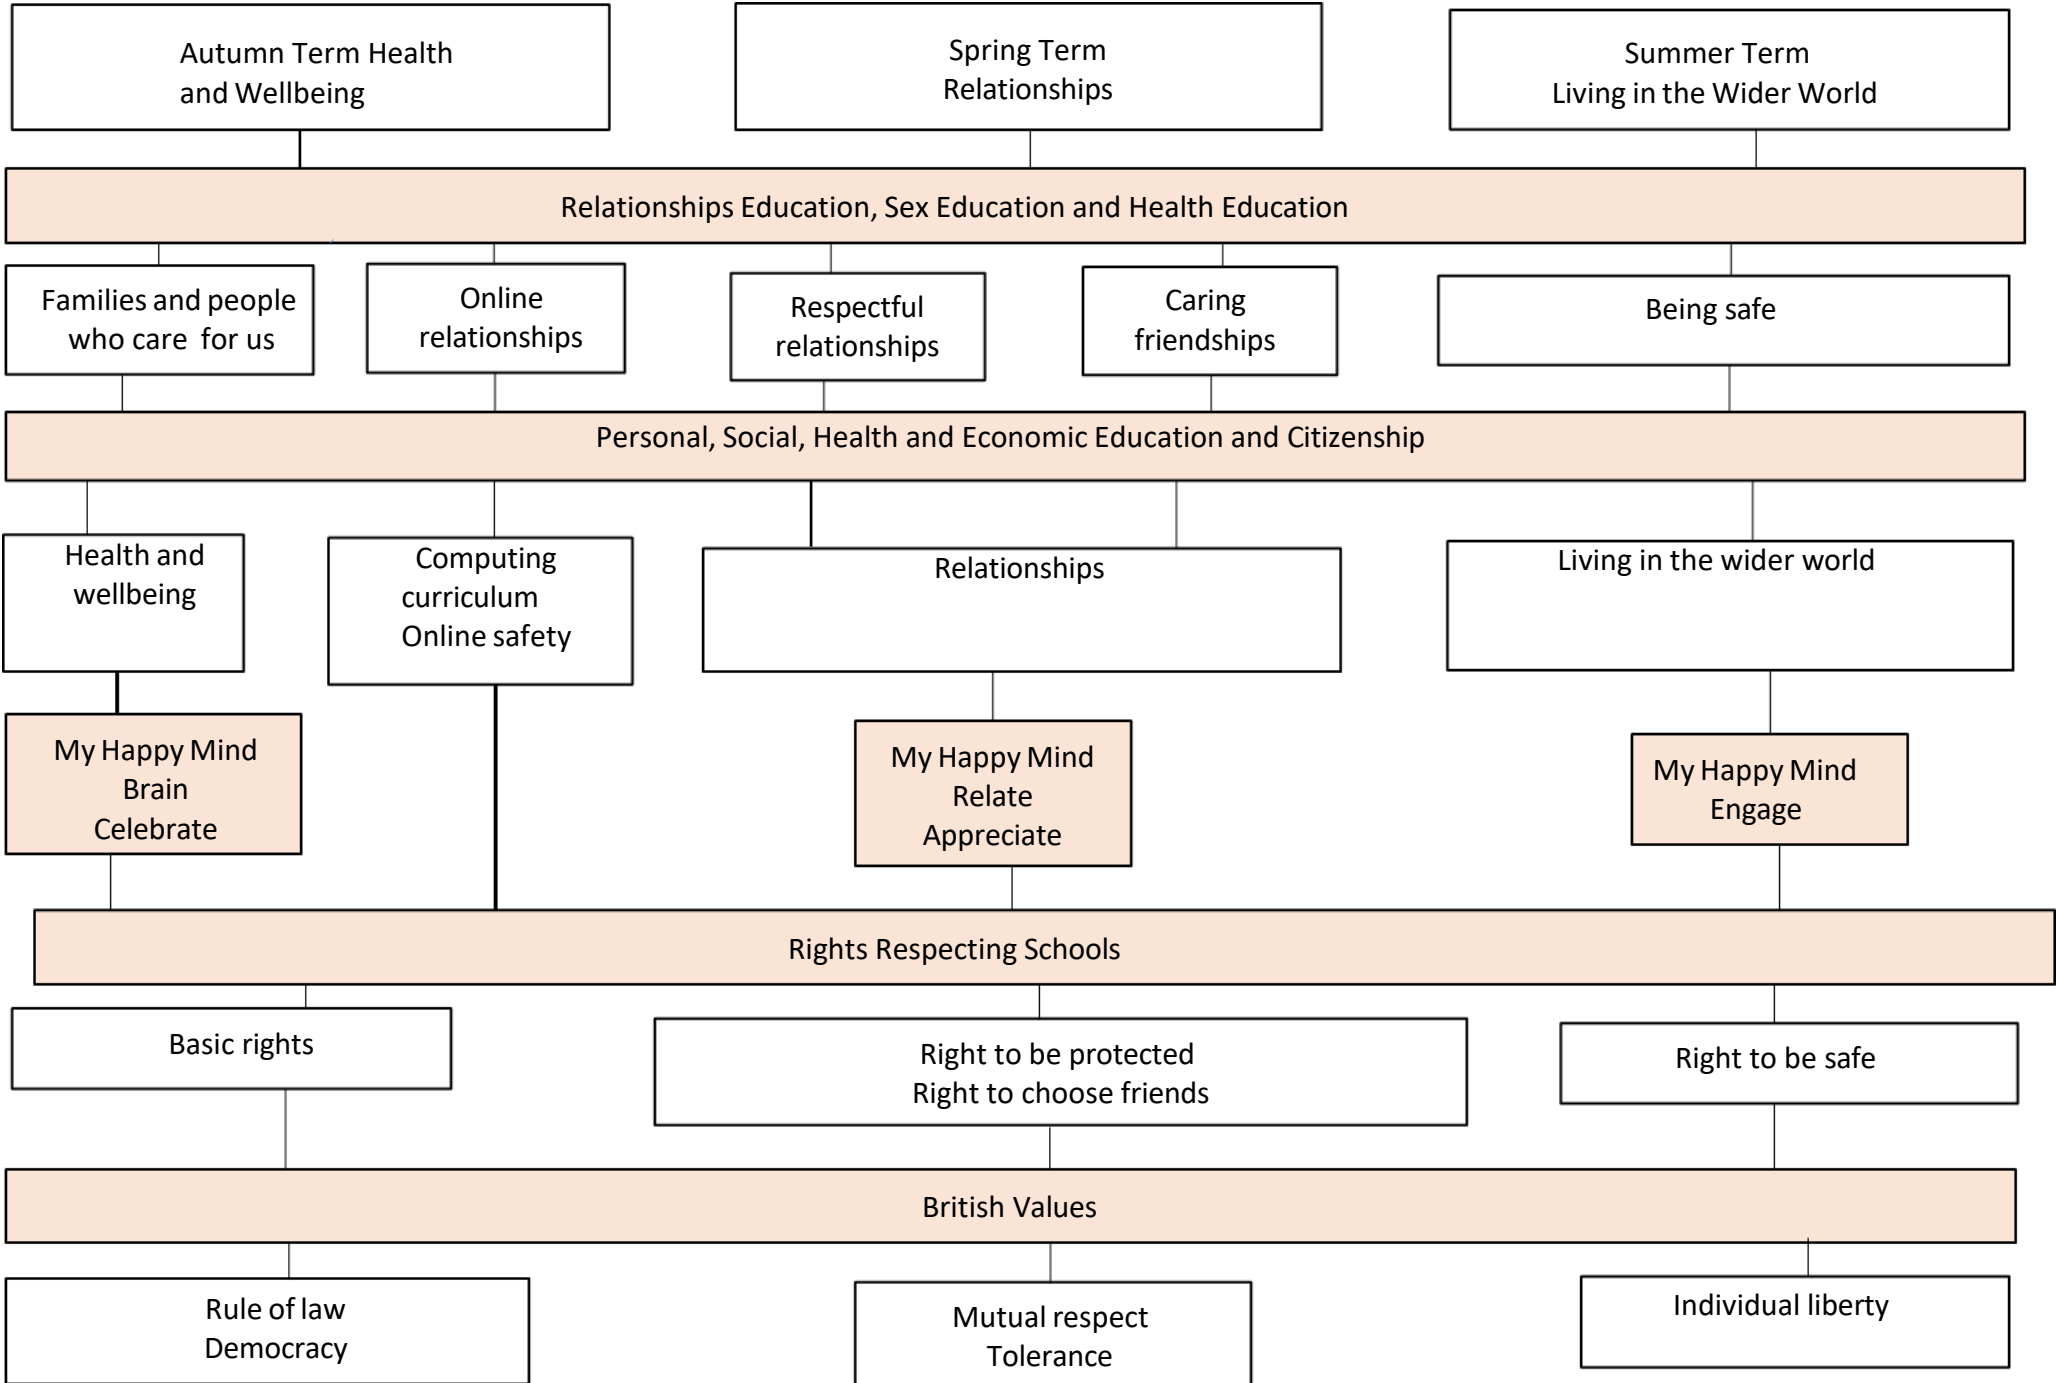 Autumn Term Health
and Wellbeing
Spring Term
Relationships
Summer Term
Living in the Wider World
Relationships Education, Sex Education and Health Education
Families and people
who care for us
Online
relationships
Respectful
relationships
Caring
friendships
Being safe
Personal, Social, Health and Economic Education and Citizenship
Health and
wellbeing
Computing
curriculum
Online safety
Relationships
Living in the wider world
My Happy Mind
Brain
Celebrate
My Happy Mind
Relate
Appreciate
My Happy Mind
Engage
Rights Respecting Schools
Basic rights
Right to be protected
Right to choose friends
Right to be safe
British Values
Rule of law
Democracy
Mutual respect
Tolerance
Individual liberty